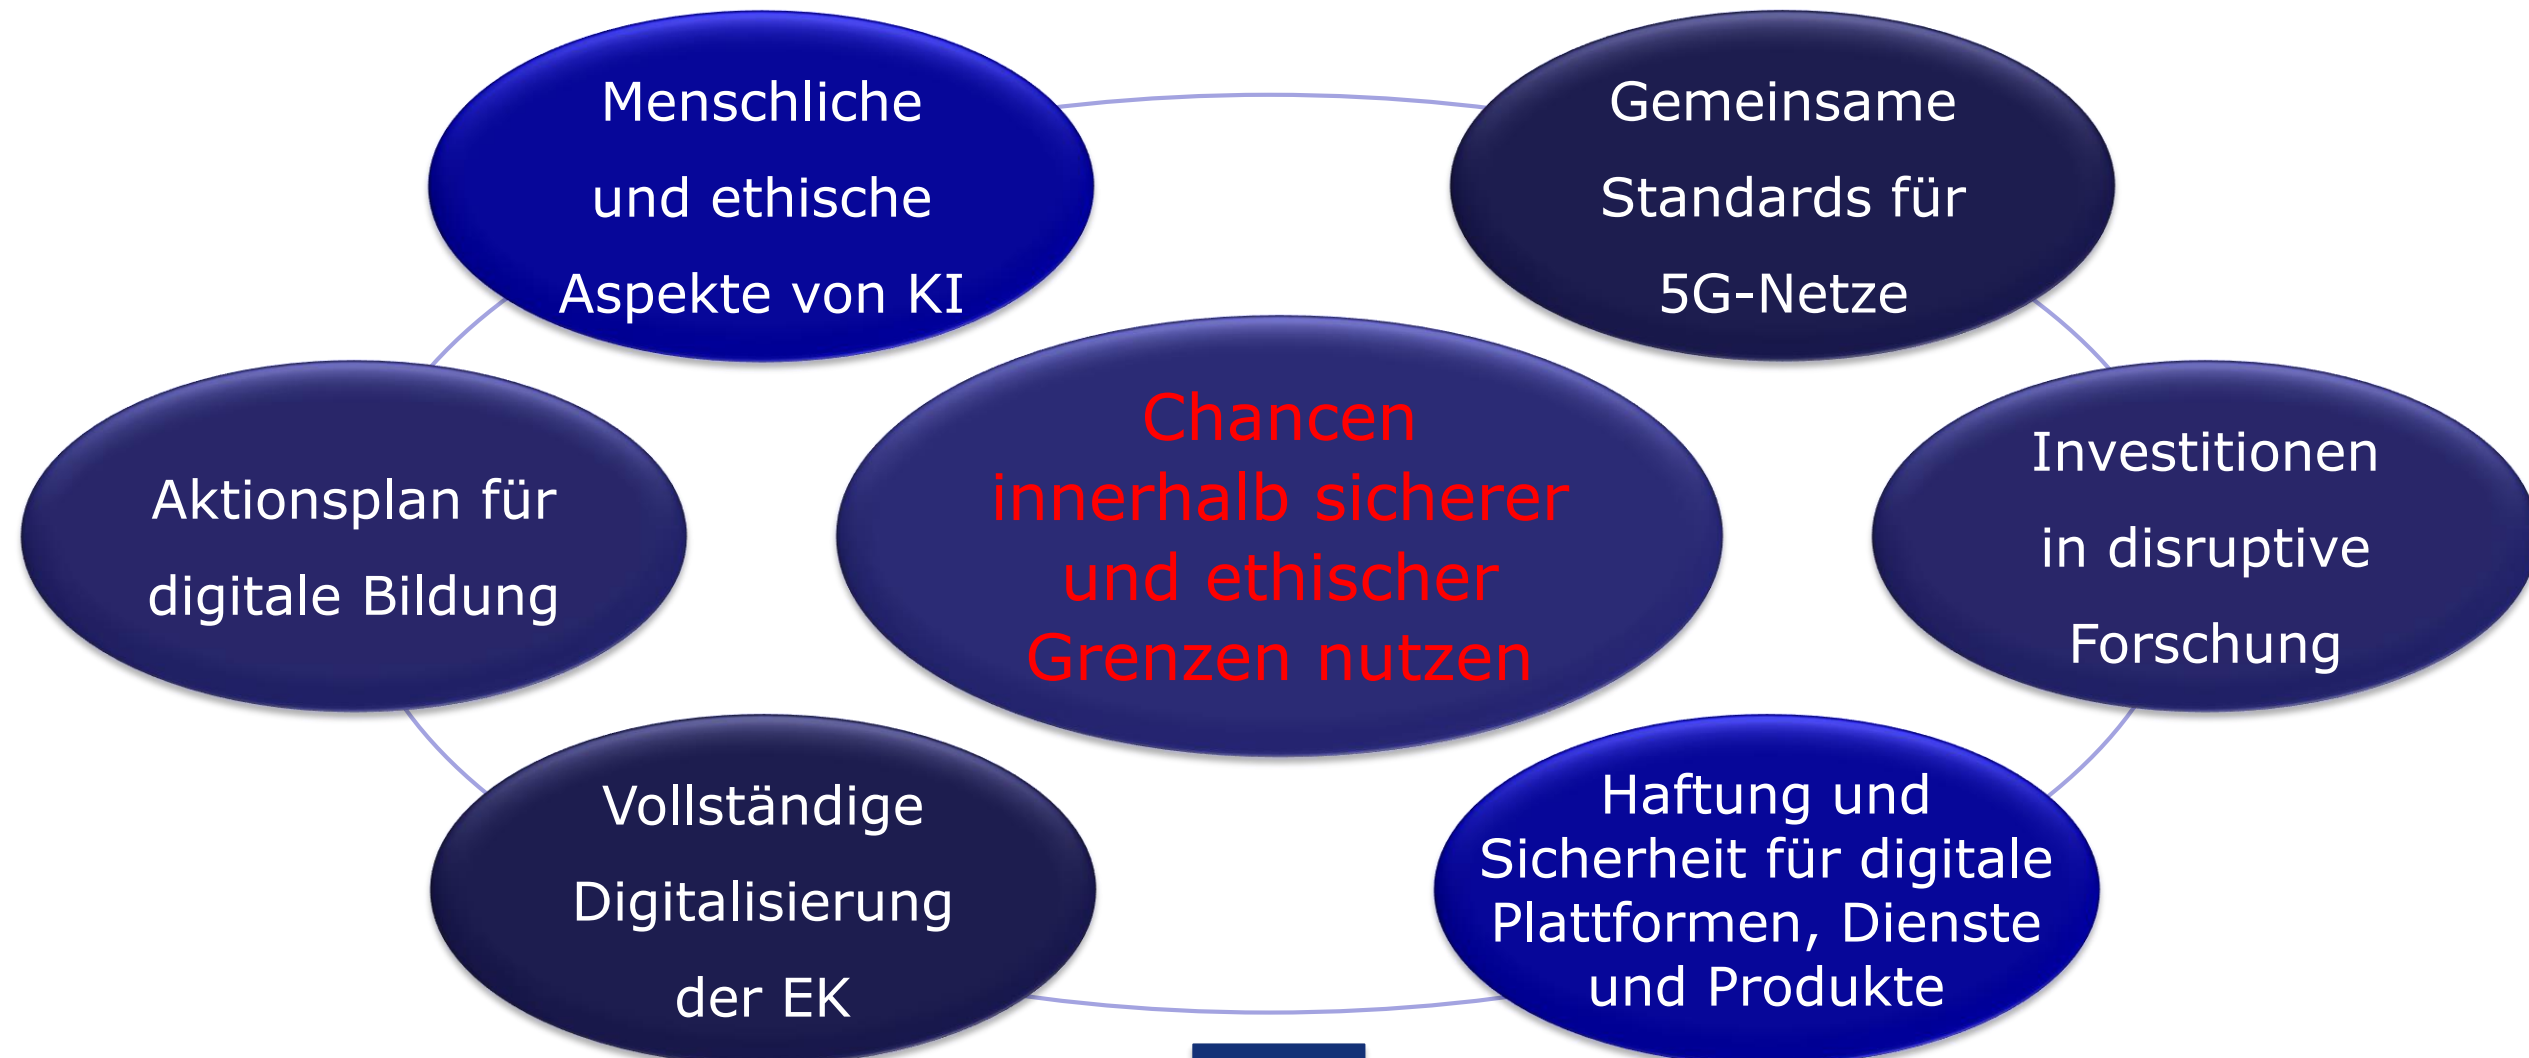 Menschliche
und ethische
Aspekte von KI
Gemeinsame
Standards für
5G-Netze
Chancen
innerhalb sicherer
und ethischer
Grenzen nutzen
Aktionsplan für
digitale Bildung
Investitionen
in disruptive
Forschung
Vollständige
Digitalisierung
der EK
Haftung und
Sicherheit für digitale
Plattformen, Dienste
und Produkte